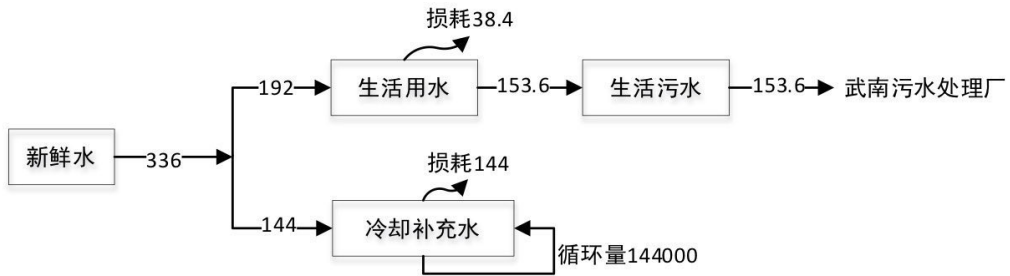 损耗38.4
192
生活用水
153.6
生活污水
153.6
武南污水处理厂
新鲜水
336
损耗144
144
冷却补充水
循环量144000